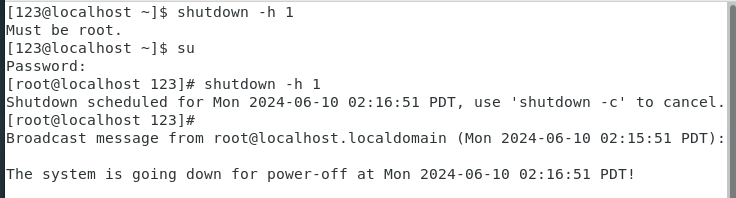 [123@localhost ~]$ shutdown -h 1
Must be root.
[123@localhost ~]$ su
Password:
[root@localhost 123]# shutdown -h 1
Shutdown scheduled for Mon 2024-06-10 02:16:51 PDT, use 'shutdown -c' to cancel.
[root@localhost 123]#
Broadcast message from root@localhost.localdomain (Mon 2024-06-10 02:15:51 PDT):

The system is going down for power-off at Mon 2024-06-10 02:16:51 PDT!